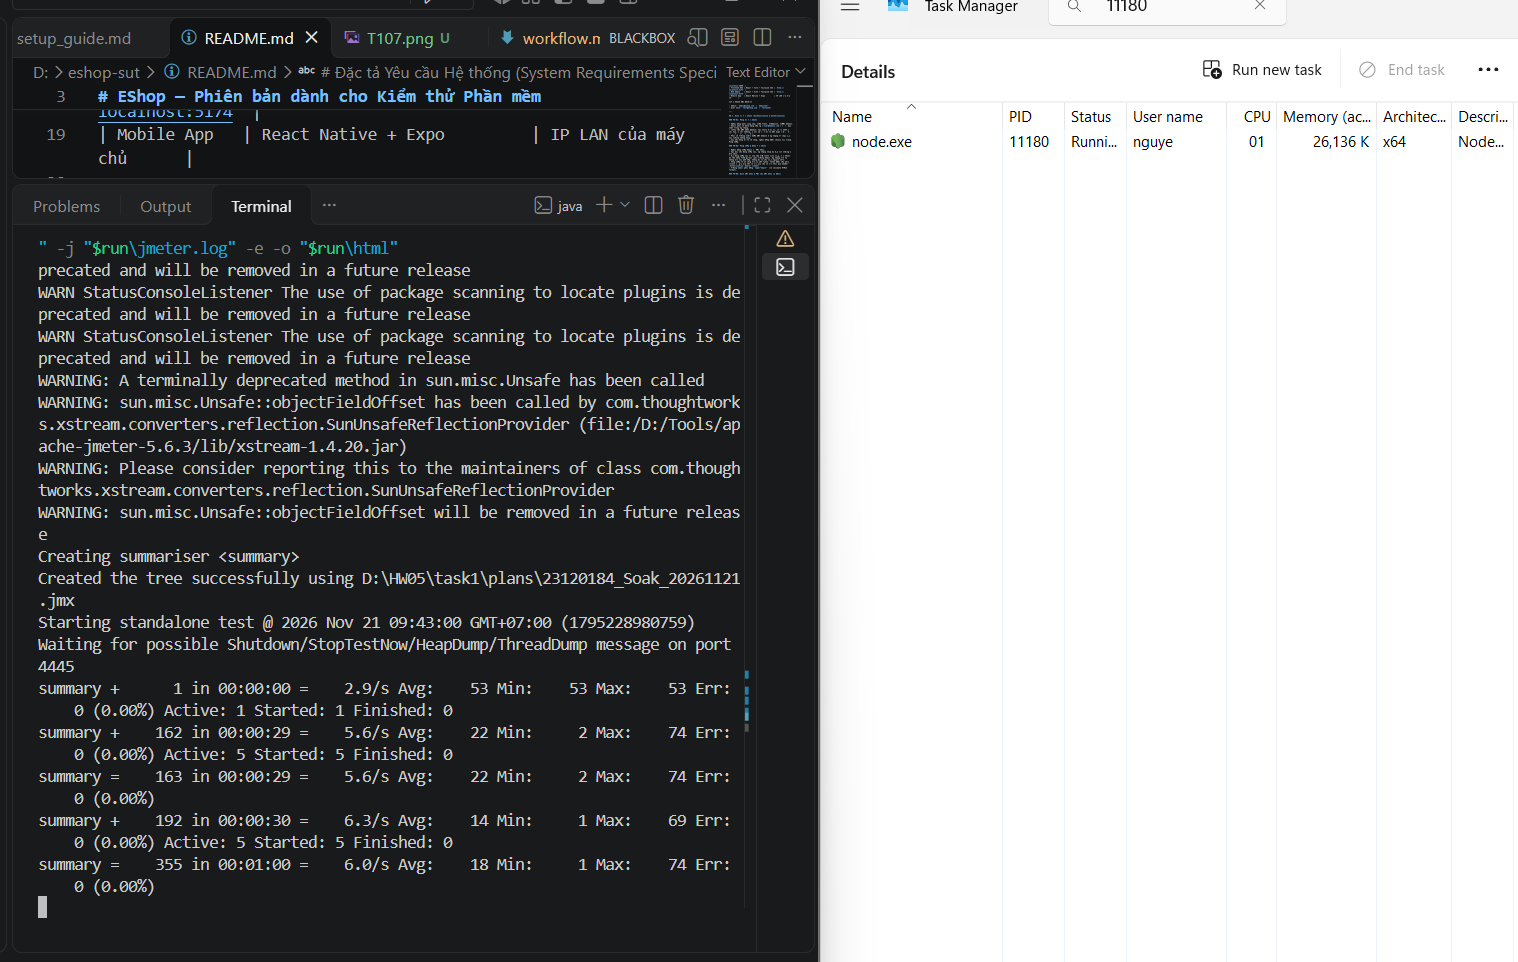 setup_guide.md
README.md
T107.png U
workflow.n
BLACKBOX
D: > eshop-sut > README.md > abc # Đặc tả Yêu cầu Hệ thống (System Requirements Speci
Text Editor
3 # EShop — Phiên bản dành cho Kiểm thử Phần mềm
localhost:5174 |
19 | Mobile App | React Native + Expo | IP LAN của máy
chủ |
Problems Output Terminal ... java
" -j "$run\jmeter.log" -e -o "$run\html"
precated and will be removed in a future release
WARN StatusConsoleListener The use of package scanning to locate plugins is de
precated and will be removed in a future release
WARN StatusConsoleListener The use of package scanning to locate plugins is de
precated and will be removed in a future release
WARNING: A terminally deprecated method in sun.misc.Unsafe has been called
WARNING: sun.misc.Unsafe::objectFieldOffset has been called by com.thoughtwork
s.xstream.converters.reflection.SunUnsafeReflectionProvider (file:/D:/Tools/ap
ache-jmeter-5.6.3/lib/xstream-1.4.20.jar)
WARNING: Please consider reporting this to the maintainers of class com.though
tworks.xstream.converters.reflection.SunUnsafeReflectionProvider
WARNING: sun.misc.Unsafe::objectFieldOffset will be removed in a future releas
e
Creating summariser <summary>
Created the tree successfully using D:\HW05\task1\plans\23120184_Soak_20261121
.jmx
Starting standalone test @ 2026 Nov 21 09:43:00 GMT+07:00 (1795228980759)
Waiting for possible Shutdown/StopTestNow/HeapDump/ThreadDump message on port
4445
summary + 1 in 00:00:00 = 2.9/s Avg: 53 Min: 53 Max: 53 Err:
0 (0.00%) Active: 1 Started: 1 Finished: 0
summary + 162 in 00:00:29 = 5.6/s Avg: 22 Min: 2 Max: 74 Err:
0 (0.00%) Active: 5 Started: 5 Finished: 0
summary = 163 in 00:00:29 = 5.6/s Avg: 22 Min: 2 Max: 74 Err:
0 (0.00%)
summary + 192 in 00:00:30 = 6.3/s Avg: 14 Min: 1 Max: 69 Err:
0 (0.00%) Active: 5 Started: 5 Finished: 0
summary = 355 in 00:01:00 = 6.0/s Avg: 18 Min: 1 Max: 74 Err:
0 (0.00%)
Task Manager
11180
Details
Run new task
End task
Name PID Status User name CPU Memory (ac... Architec... Descri...
node.exe 11180 Runni... nguye 01 26,136 K x64 Node...